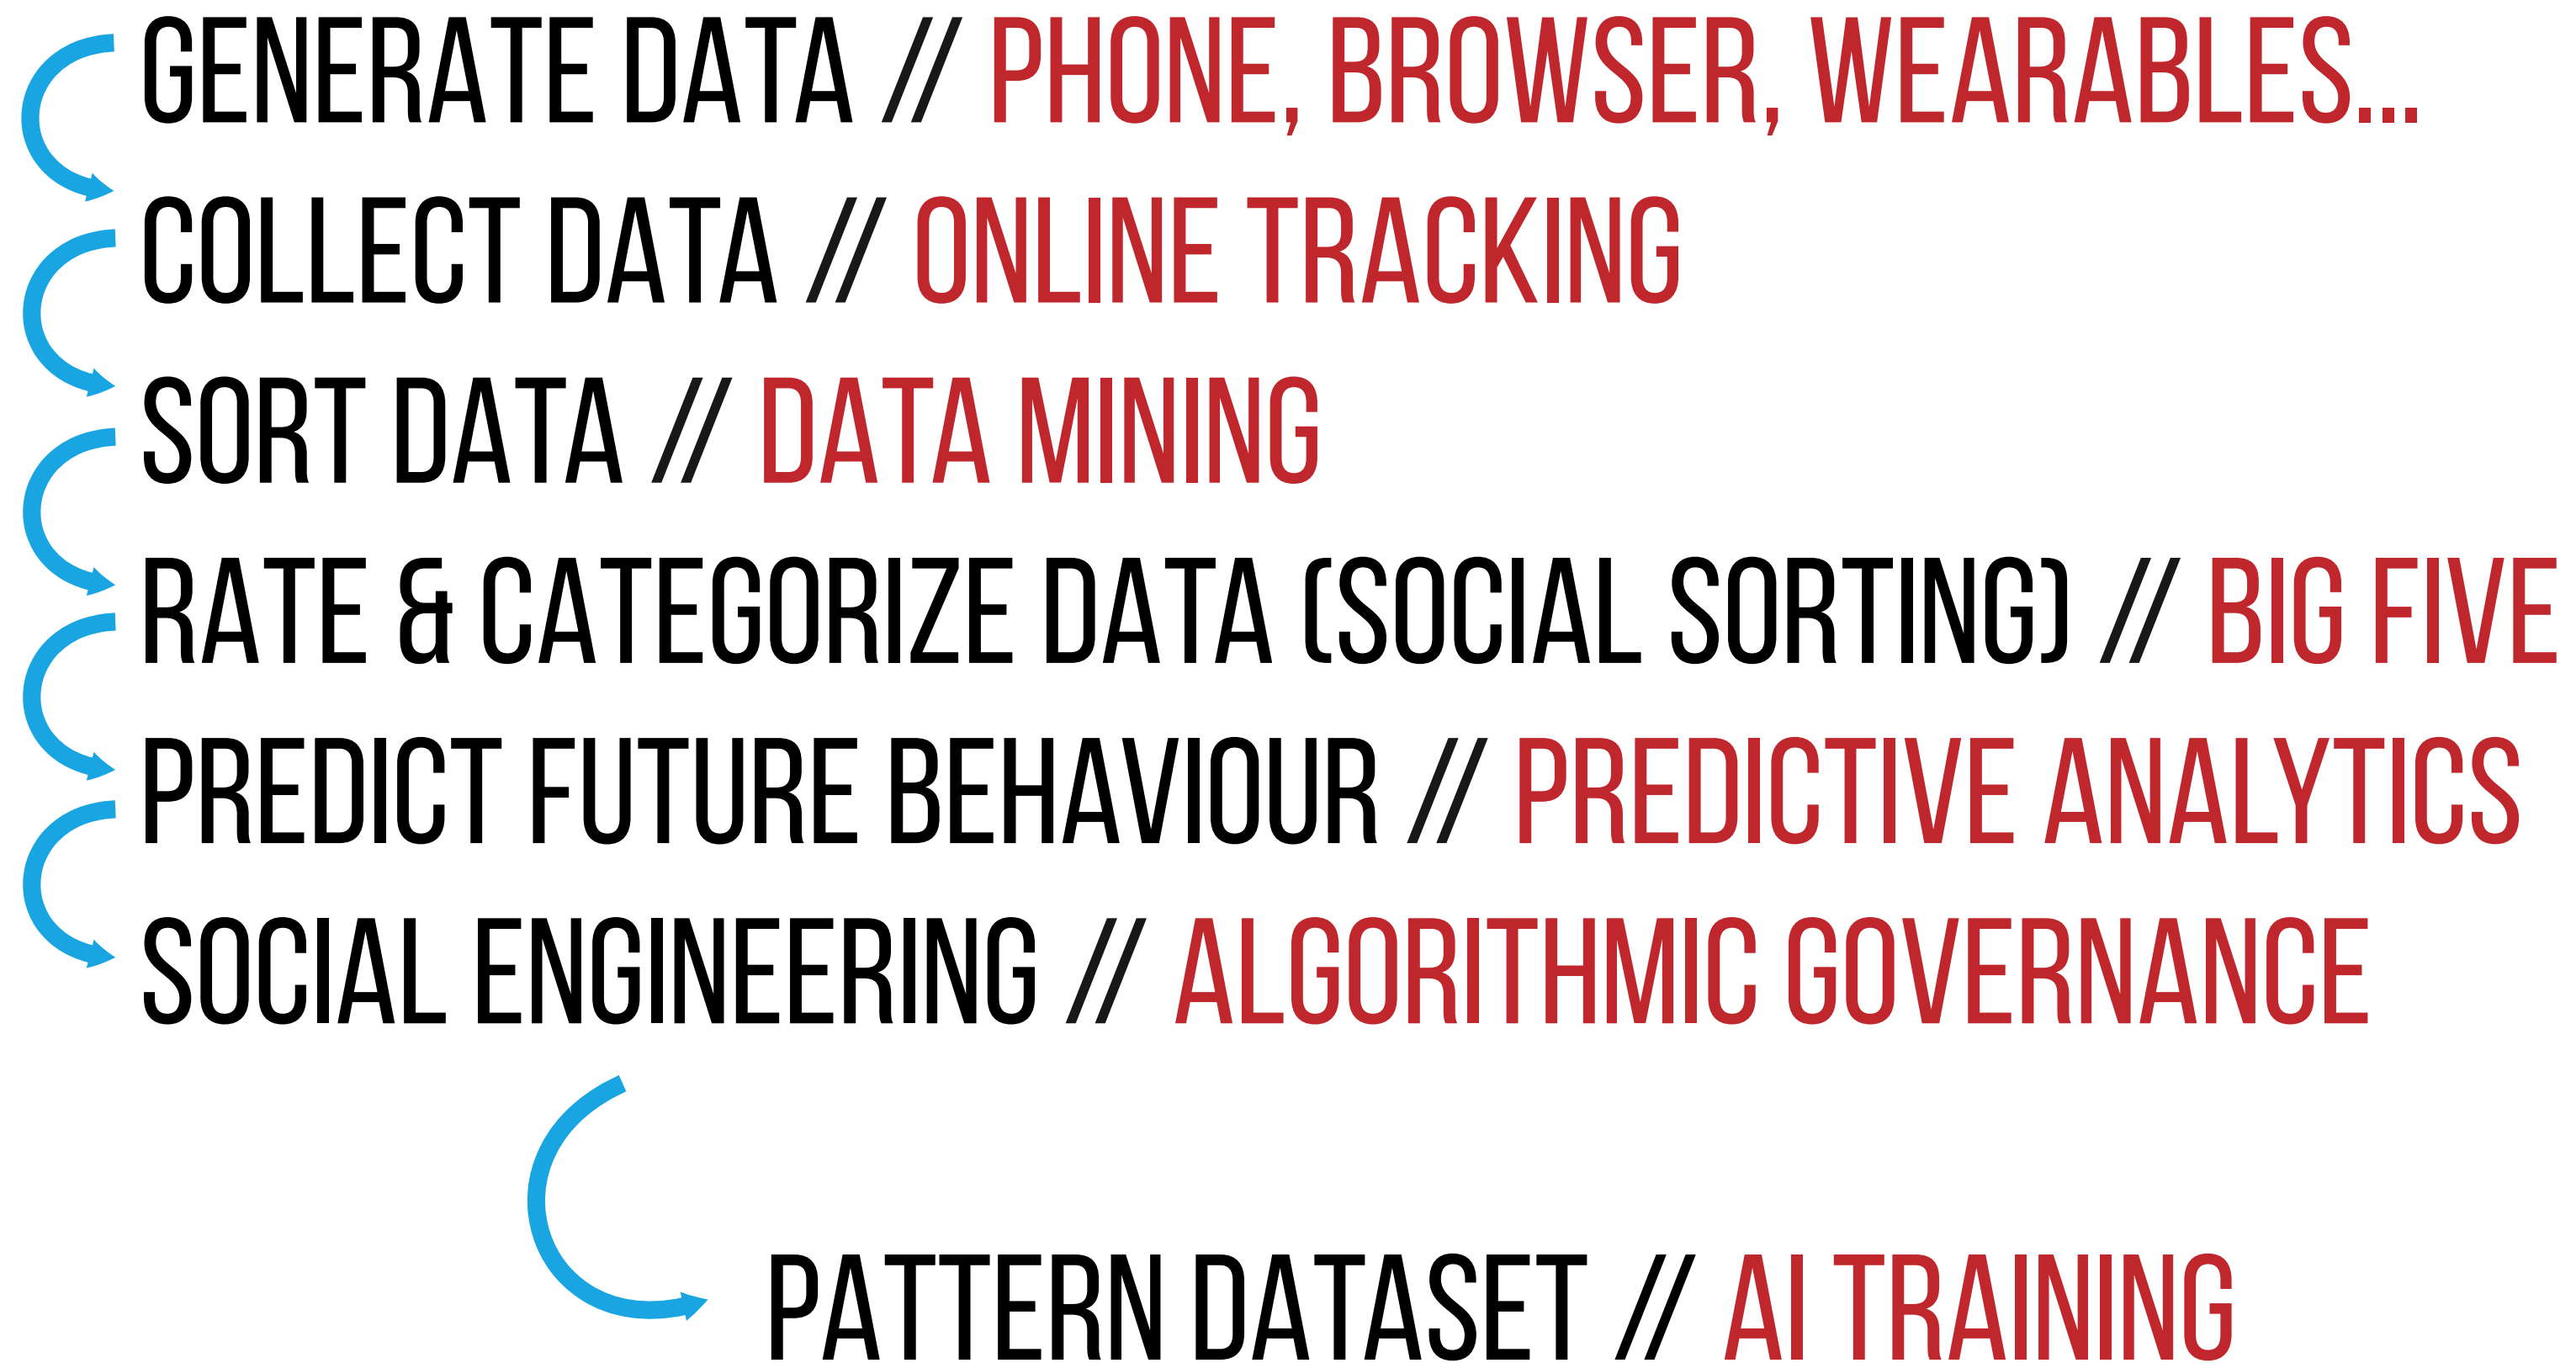 GENERATE DATA // PHONE, BROWSER, WEARABLES...
COLLECT DATA // ONLINE TRACKING
SORT DATA // DATA MINING
RATE & CATEGORIZE DATA (SOCIAL SORTING) // BIG FIVE
PREDICT FUTURE BEHAVIOUR // PREDICTIVE ANALYTICS
SOCIAL ENGINEERING // ALGORITHMIC GOVERNANCE
PATTERN DATASET // AI TRAINING